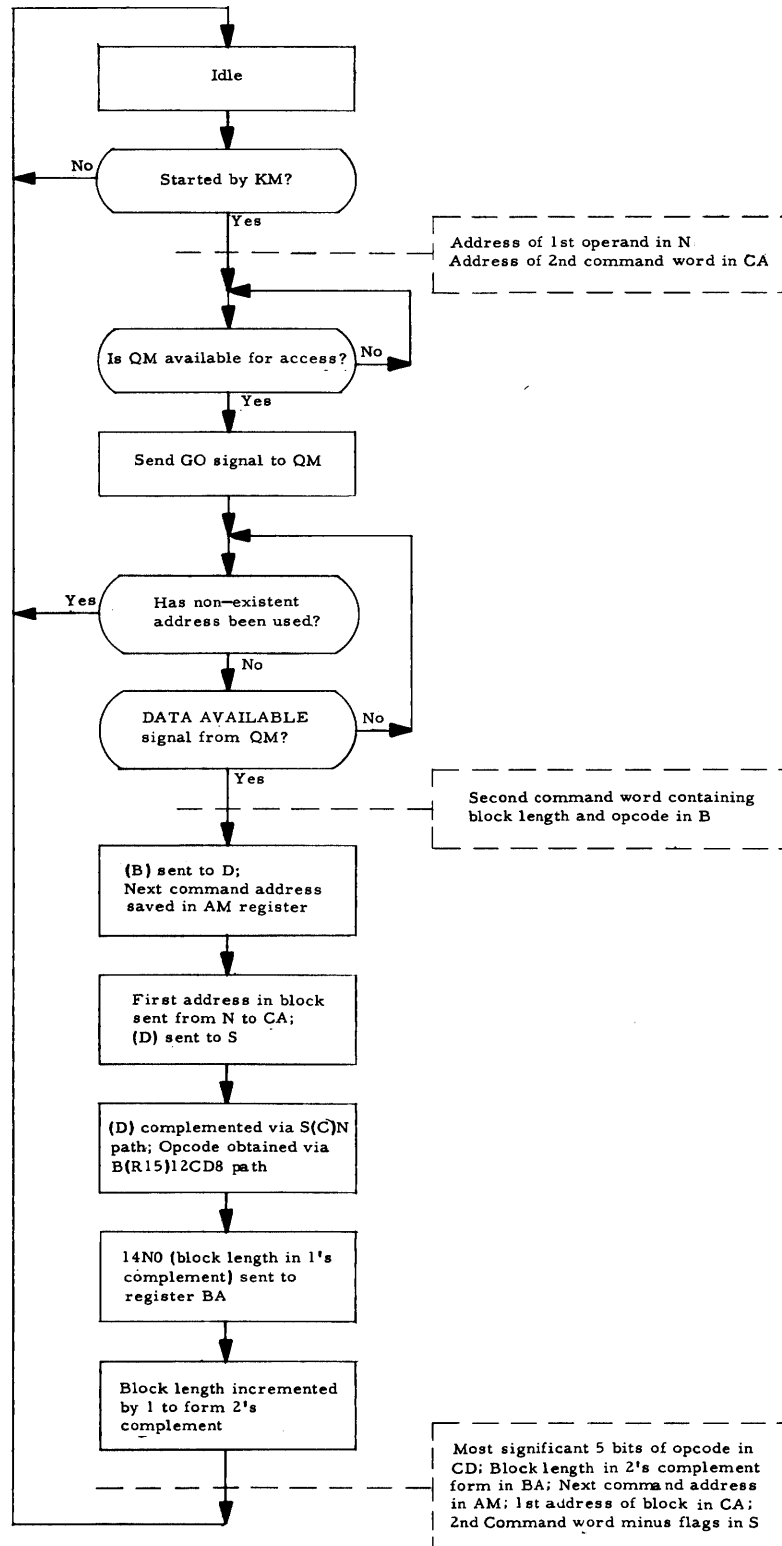 Idle
No
Started by KM?
Yes
Address of 1st operand in N
Address of 2nd command word in CA
Is QM available for access?
No
Yes
Send GO signal to QM
Yes
Has non-existent
address been used?
No
DATA AVAILABLE
signal from QM?
No
Yes
Second command word containing
block length and opcode in B
(B) sent to D;
Next command address
saved in AM register
First address in block
sent from N to CA;
(D) sent to S
(D) complemented via S(C)N
path; Opcode obtained via
B(R15)12CD8 path
14N0 (block length in 1's
complement) sent to
register BA
Block length incremented
by 1 to form 2's
complement
Most significant 5 bits of opcode in
CD; Block length in 2's complement
form in BA; Next command address
in AM; 1st address of block in CA;
2nd Command word minus flags in S